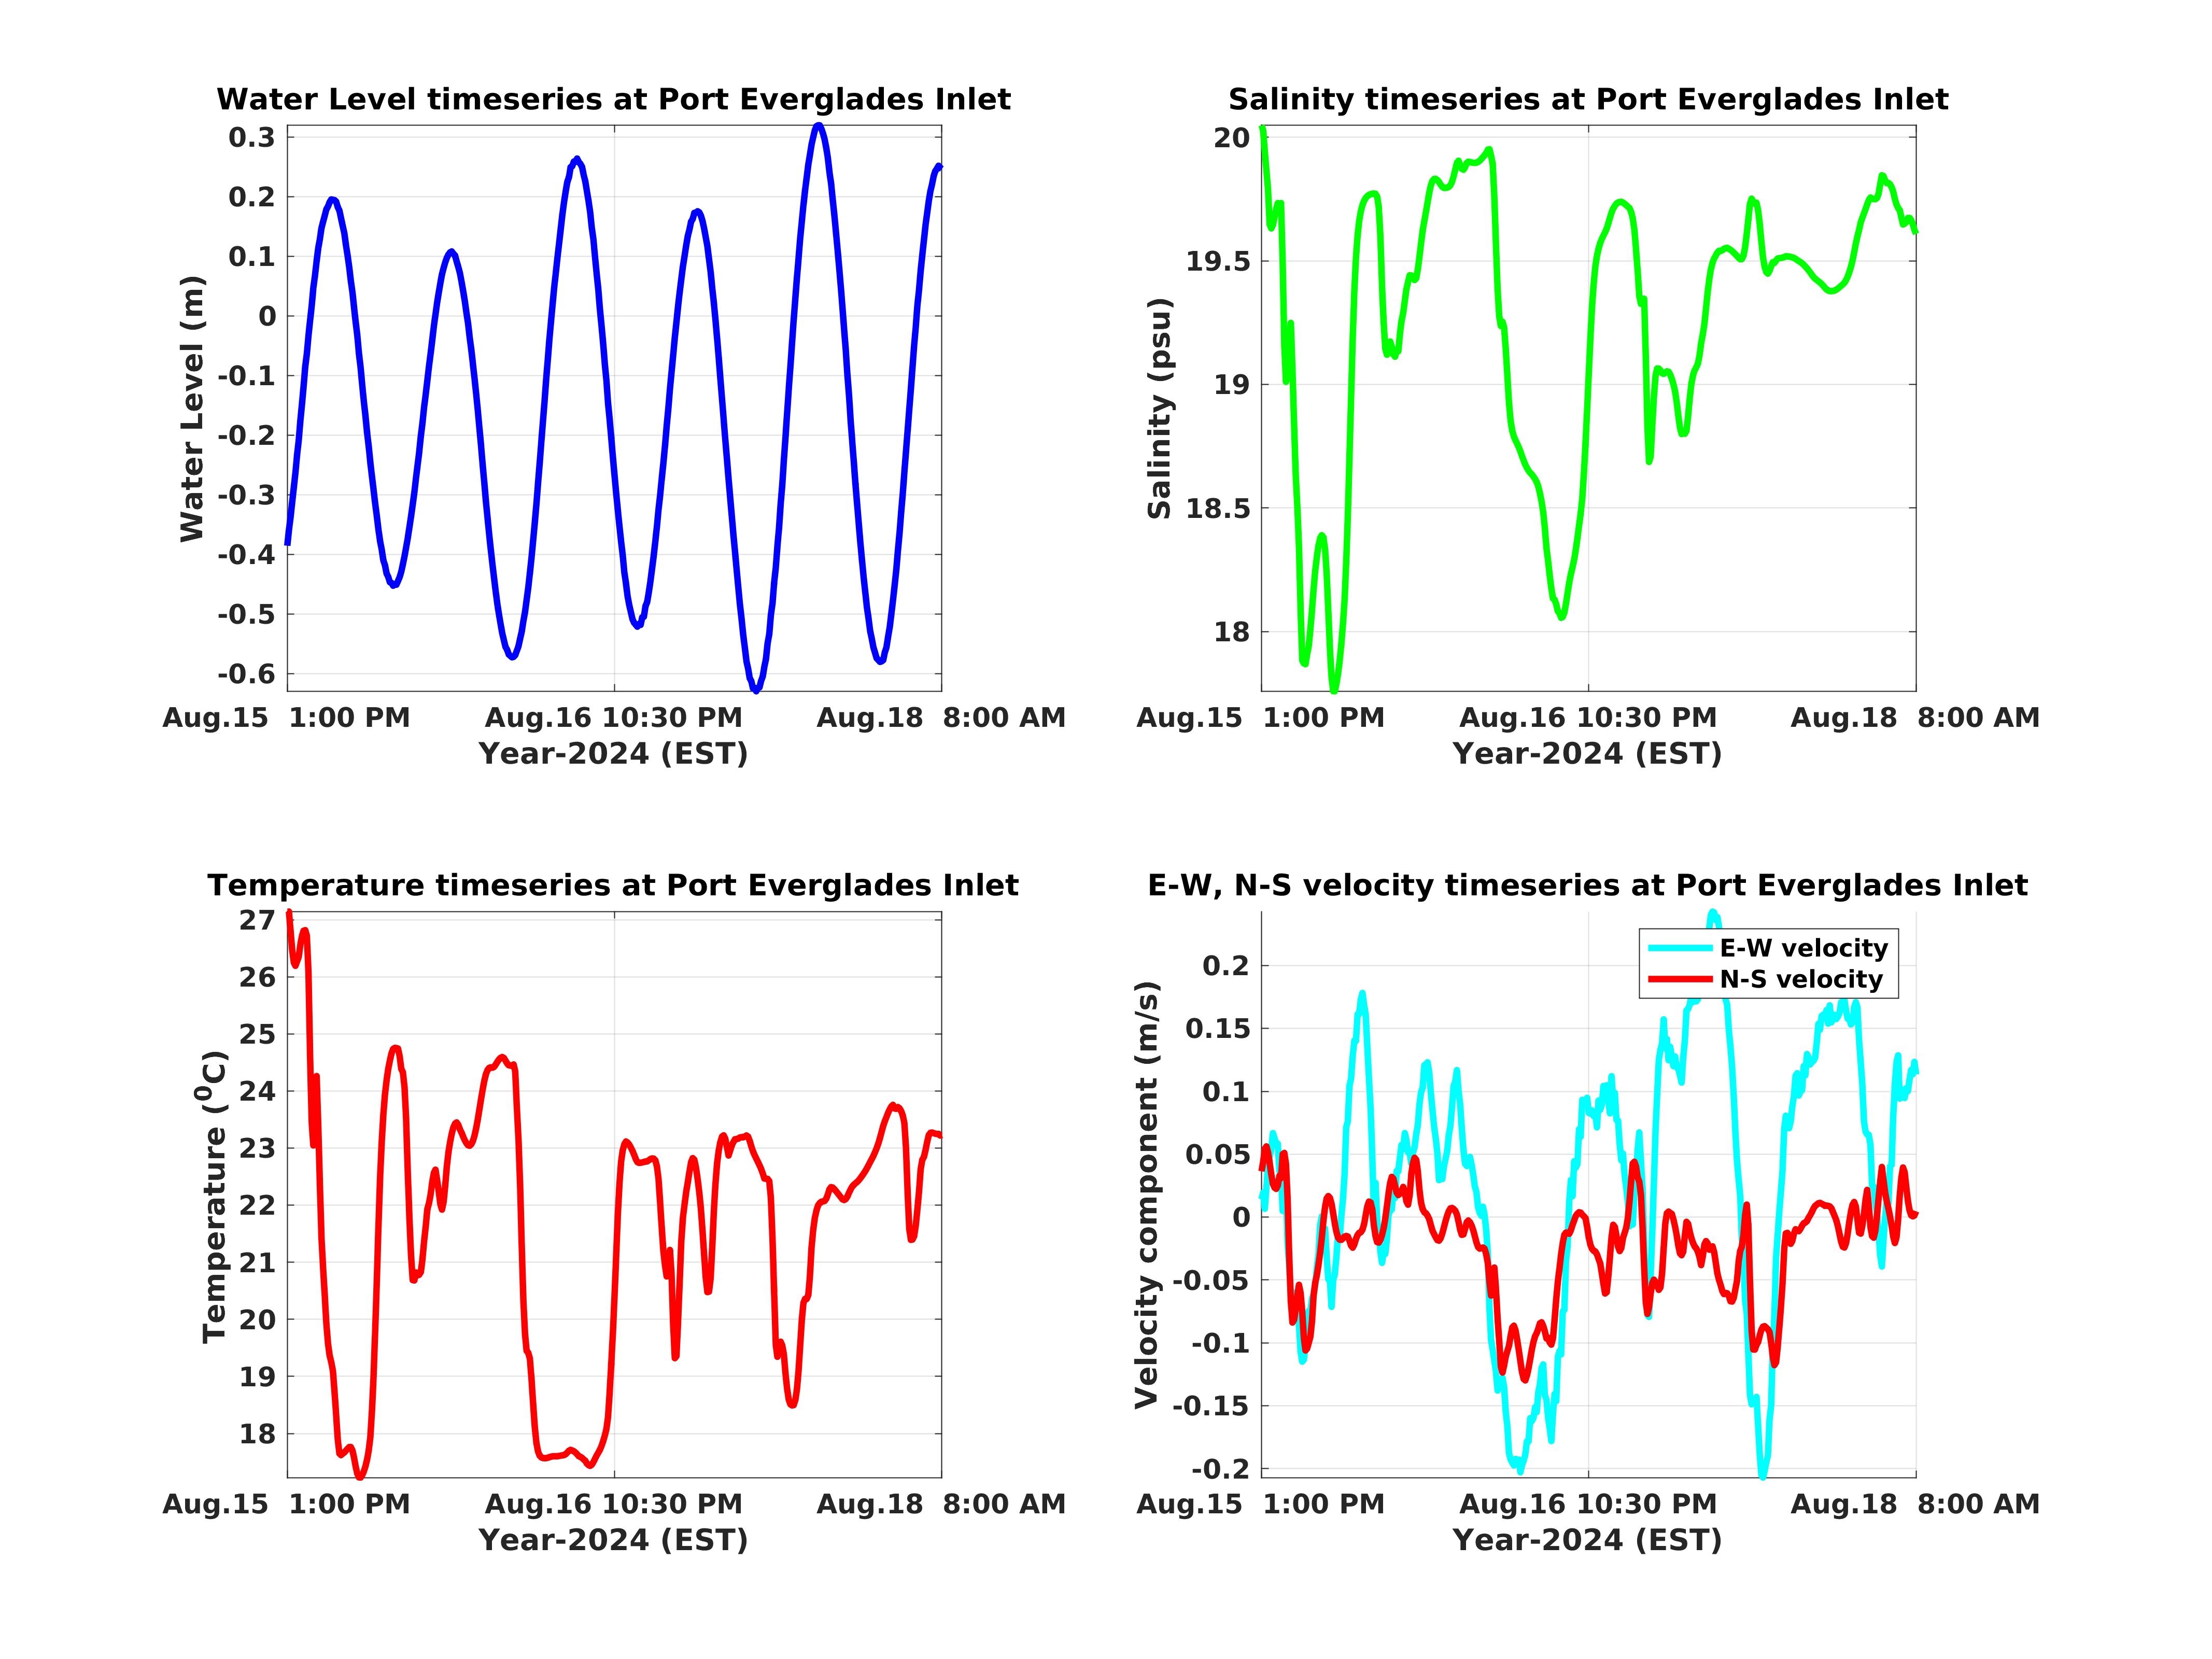 Water Level timeseries at Port Everglades Inlet
0.3
0.2
0.1
0
-0.1
-0.2
-0.3
-0.4
-0.5
-0.6
Water Level (m)
Aug.15 1:00 PM
Aug.16 10:30 PM
Aug.18 8:00 AM
Year-2024 (EST)
Salinity timeseries at Port Everglades Inlet
20
19.5
19
18.5
18
Salinity (psu)
Aug.15 1:00 PM
Aug.16 10:30 PM
Aug.18 8:00 AM
Year-2024 (EST)
Temperature timeseries at Port Everglades Inlet
27
26
25
24
23
22
21
20
19
18
Temperature (⁰C)
Aug.15 1:00 PM
Aug.16 10:30 PM
Aug.18 8:00 AM
Year-2024 (EST)
E-W, N-S velocity timeseries at Port Everglades Inlet
E-W velocity
N-S velocity
0.2
0.15
0.1
0.05
0
-0.05
-0.1
-0.15
-0.2
Velocity component (m/s)
Aug.15 1:00 PM
Aug.16 10:30 PM
Aug.18 8:00 AM
Year-2024 (EST)